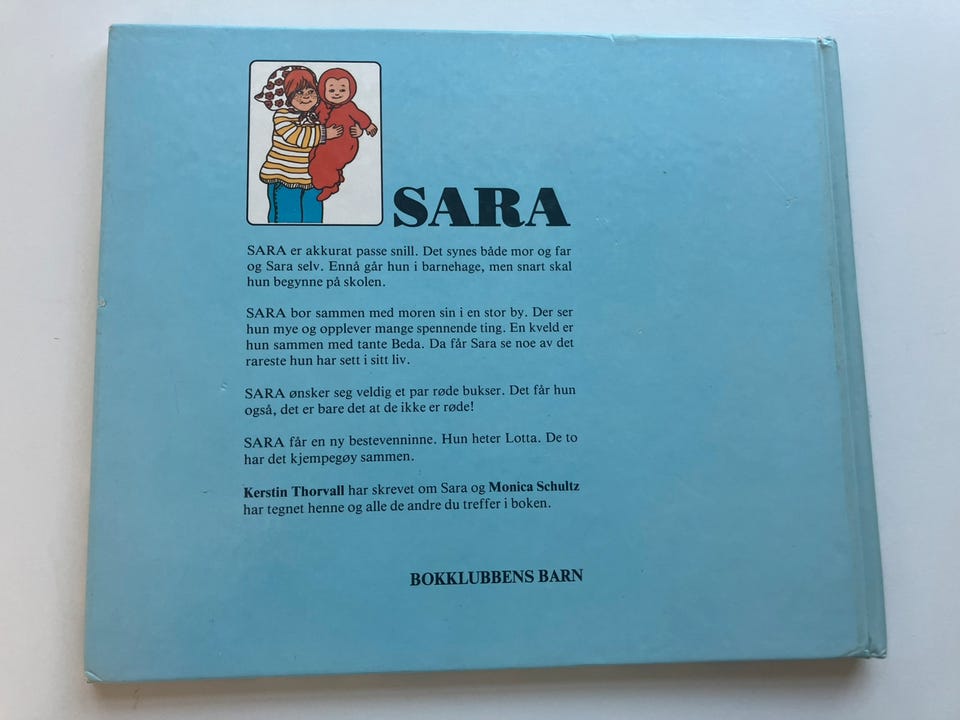 SARA
SARA er akkurat passe snill. Det synes både mor og far
og Sara selv. Ennå går hun i barnehage, men snart skal
hun begynne på skolen.
SARA bor sammen med moren sin i en stor by. Der ser
hun mye og opplever mange spennende ting. En kveld er
hun sammen med tante Beda. Da får Sara se noe av det
rareste hun har sett i sitt liv.
SARA ønsker seg veldig et par røde bukser. Det får hun
også, det er bare det at de ikke er røde!
SARA får en ny bestevenninne. Hun heter Lotta. De to
har det kjempegøy sammen.
Kerstin Thorvall har skrevet om Sara og Monica Schultz
har tegnet henne og alle de andre du treffer i boken.
BOKKLUBBENS BARN